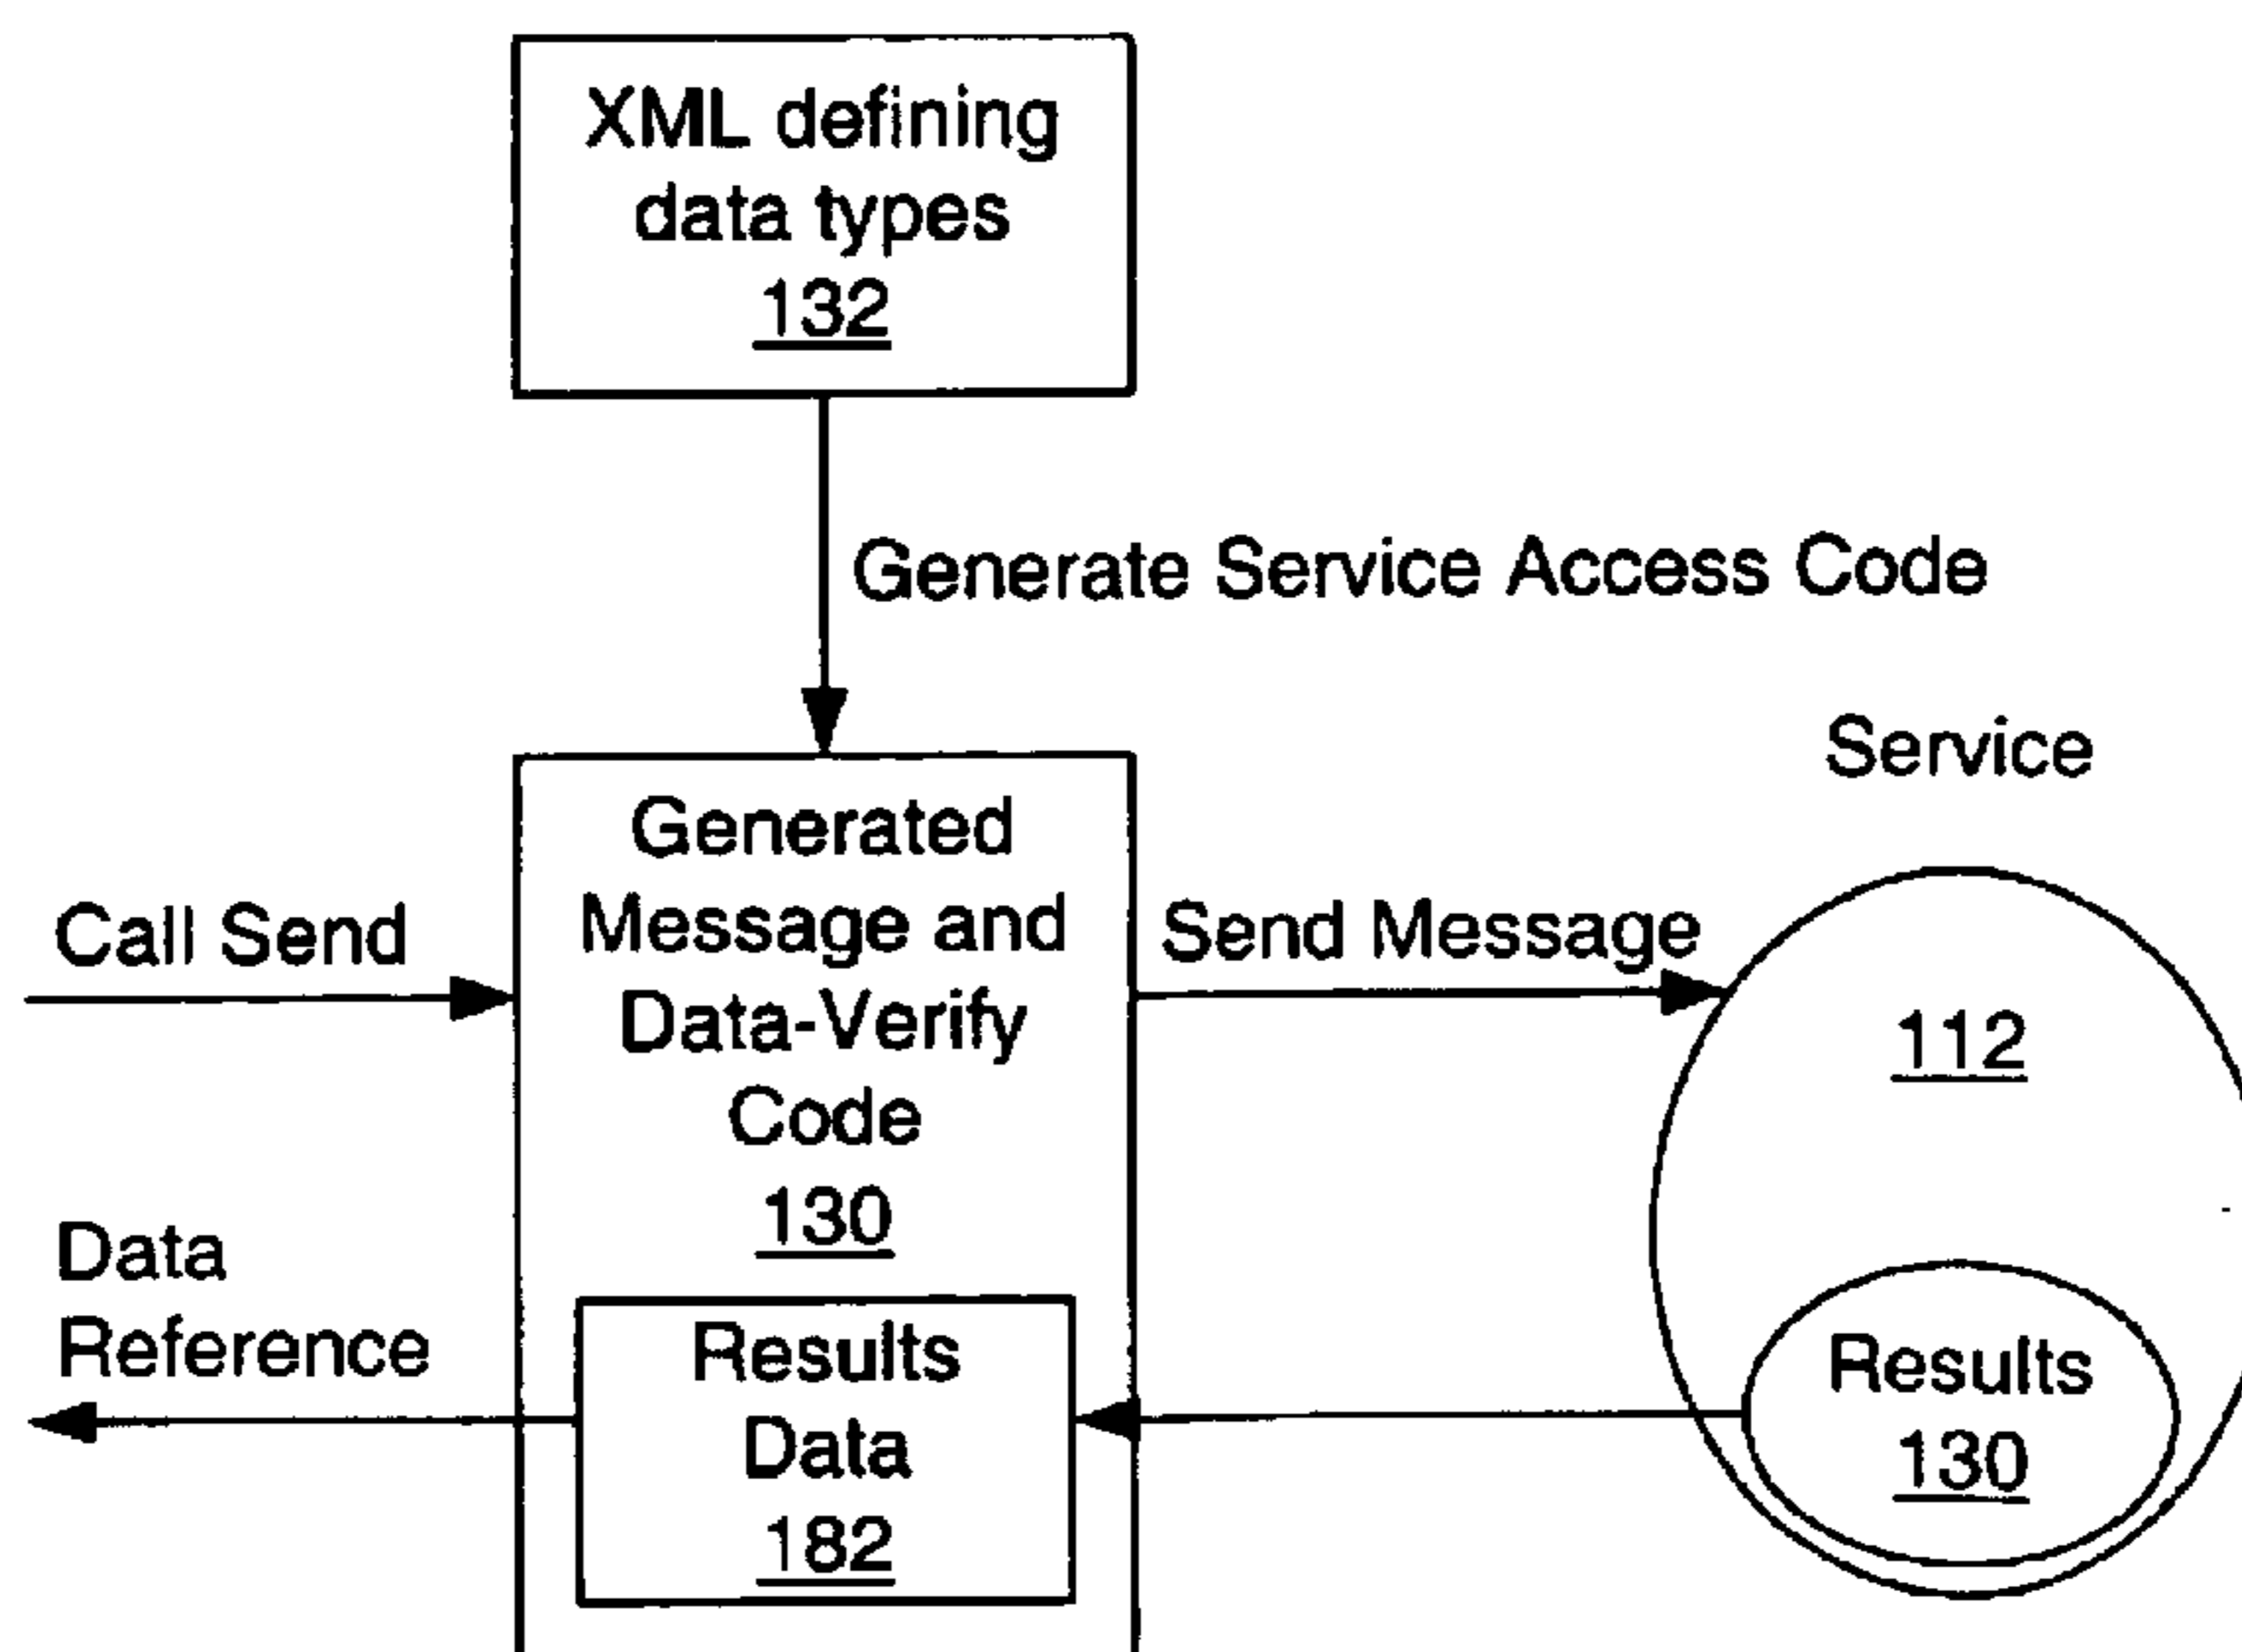 XML defining
data types
132
Generate Service Access Code
Service
Generated
Message and
Data-Verify
Code
130
Call Send
Send Message
112
Data
Reference
Results
Data
182
Results
130